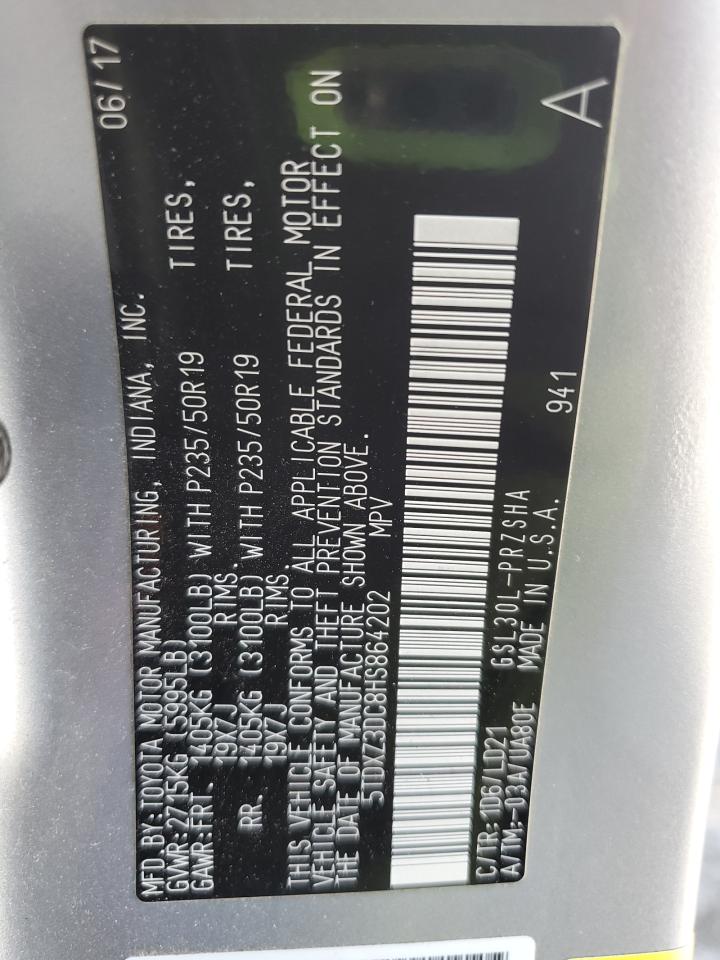 MFD.BY:TOYOTA MOTOR MANUFACTURING, INDIANA, INC. 06/17
GVWR:2715KG (5995LB)
GAWR:FRT 1405KG (3100LB) WITH P235/50R19 TIRES,
19X7J RIMS.
RR. 1405KG (3100LB) WITH P235/50R19 TIRES,
19X7J RIMS.
THIS VEHICLE CONFORMS TO ALL APPLICABLE FEDERAL MOTOR
VEHICLE SAFETY AND THEFT PREVENTION STANDARDS IN EFFECT ON
THE DATE OF MANUFACTURE SHOWN ABOVE.
5TDXZ3DC8HS864202 MPV
C/TR:1D6/LD21 GSL30L-PRZSHA 941 A
A/TM:-03A/UA80E MADE IN U.S.A.